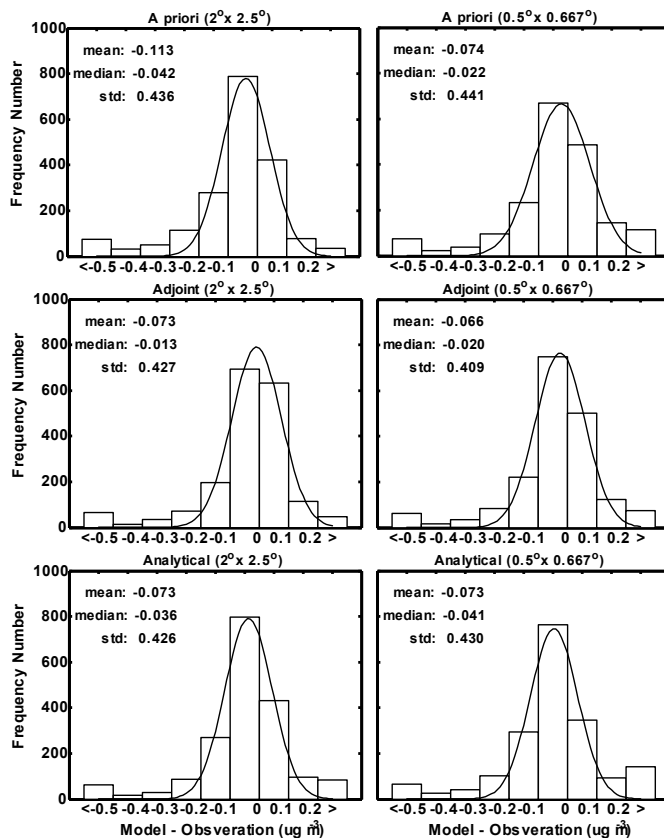 A priori (2° x 2.5°)
mean: -0.113
median: -0.042
std: 0.436
Frequency Number
1000
800
600
400
200
0
<-0.5 -0.4 -0.3 -0.2 -0.1 0 0.1 0.2 >
A priori (0.5° x 0.667°)
mean: -0.074
median: -0.022
std: 0.441
<-0.5 -0.4 -0.3 -0.2 -0.1 0 0.1 0.2 >
Adjoint (2° x 2.5°)
mean: -0.073
median: -0.013
std: 0.427
Frequency Number
1000
800
600
400
200
0
<-0.5 -0.4 -0.3 -0.2 -0.1 0 0.1 0.2 >
Adjoint (0.5° x 0.667°)
mean: -0.066
median: -0.020
std: 0.409
<-0.5 -0.4 -0.3 -0.2 -0.1 0 0.1 0.2 >
Analytical (2° x 2.5°)
mean: -0.073
median: -0.036
std: 0.426
Frequency Number
1000
800
600
400
200
0
<-0.5 -0.4 -0.3 -0.2 -0.1 0 0.1 0.2 >
Model - Obsveration (ug m⁻³)
Analytical (0.5° x 0.667°)
mean: -0.073
median: -0.041
std: 0.430
<-0.5 -0.4 -0.3 -0.2 -0.1 0 0.1 0.2 >
Model - Obsveration (ug m⁻³)